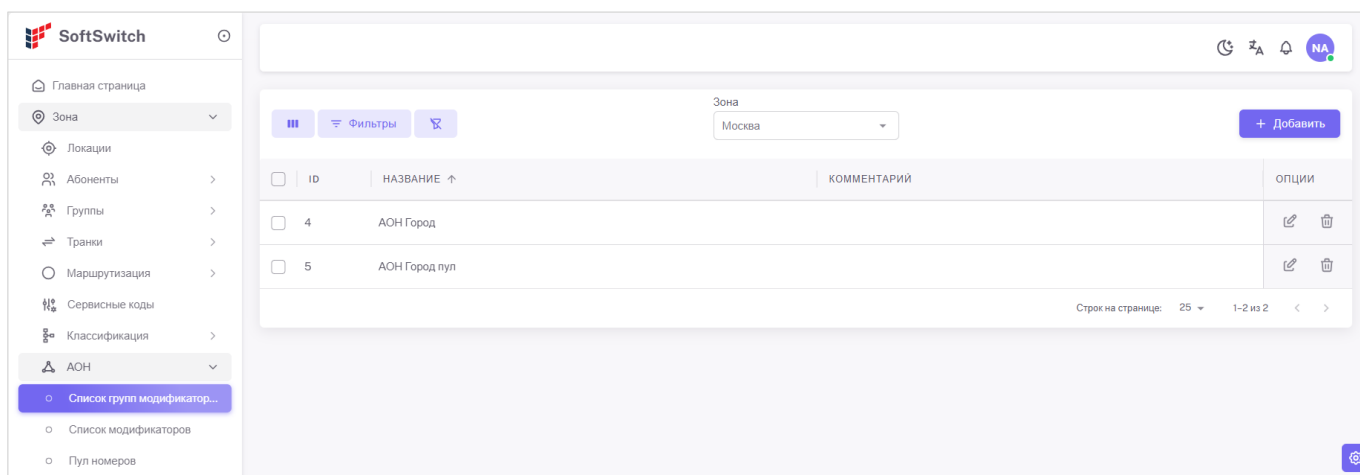 SoftSwitch
Главная страница
Зона
Локации
Абоненты
Группы
Транки
Маршрутизация
Сервисные коды
Классификация
АОН
Список групп модификатор...
Список модификаторов
Пул номеров
NA
Фильтры
Зона
Москва
+ Добавить
ID НАЗВАНИЕ КОММЕНТАРИЙ ОПЦИИ
4 АОН Город
5 АОН Город пул
Строк на странице: 25 1–2 из 2